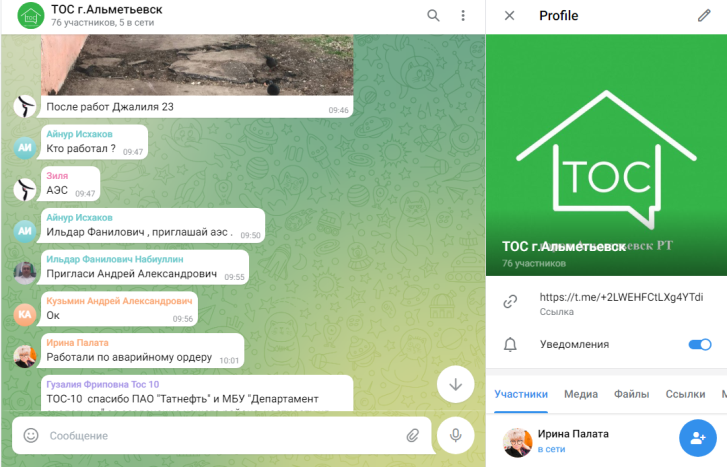 ТОС г.Альметьевск
76 участников, 5 в сети
После работ Джалиля 23
09:46
Айнур Исхаков
АИ
Кто работал ?
09:47
Зиля
АЭС
09:47
Айнур Исхаков
АИ
Ильдар Фанилович , приглашай аэс .
09:50
Ильдар Фанилович Набиуллин
Пригласи Андрей Александрович
09:55
Кузьмин Андрей Александрович
КА
Ок
09:56
Ирина Палата
Работали по аварийному ордеру
10:01
Гузалия Фриповна Тос 10
ТОС-10 спасибо ПАО "Татнефть" и МБУ "Департамент
Сообщение
Profile
ТОС
ТОС г.Альметьевск
РТ
76 участников
https://t.me/+2LWEHFCtLXg4YTdi
Ссылка
Уведомления
Участники Медиа Файлы Ссылки
Ирина Палата
в сети